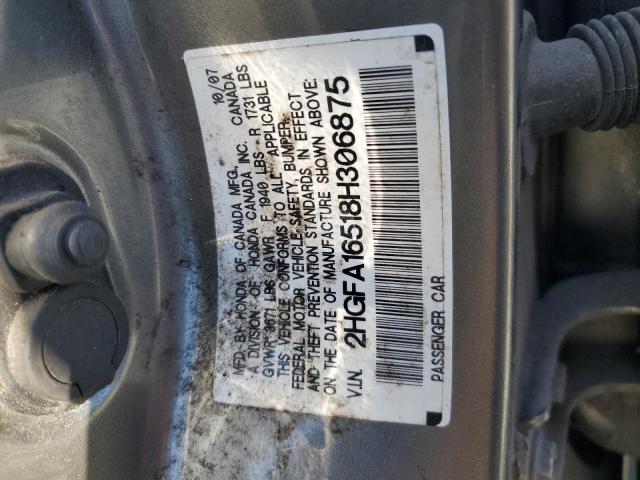 MFD. BY HONDA OF CANADA MFG., 10/07
A DIVISION OF HONDA CANADA INC. CANADA
GVWR 3671 LBS GAWR F 1940 LBS R 1731 LBS
THIS VEHICLE CONFORMS TO ALL APPLICABLE
FEDERAL MOTOR VEHICLE SAFETY, BUMPER,
AND THEFT PREVENTION STANDARDS IN EFFECT
ON THE DATE OF MANUFACTURE SHOWN ABOVE.
V.I.N. 2HGFA16518H306875
PASSENGER CAR